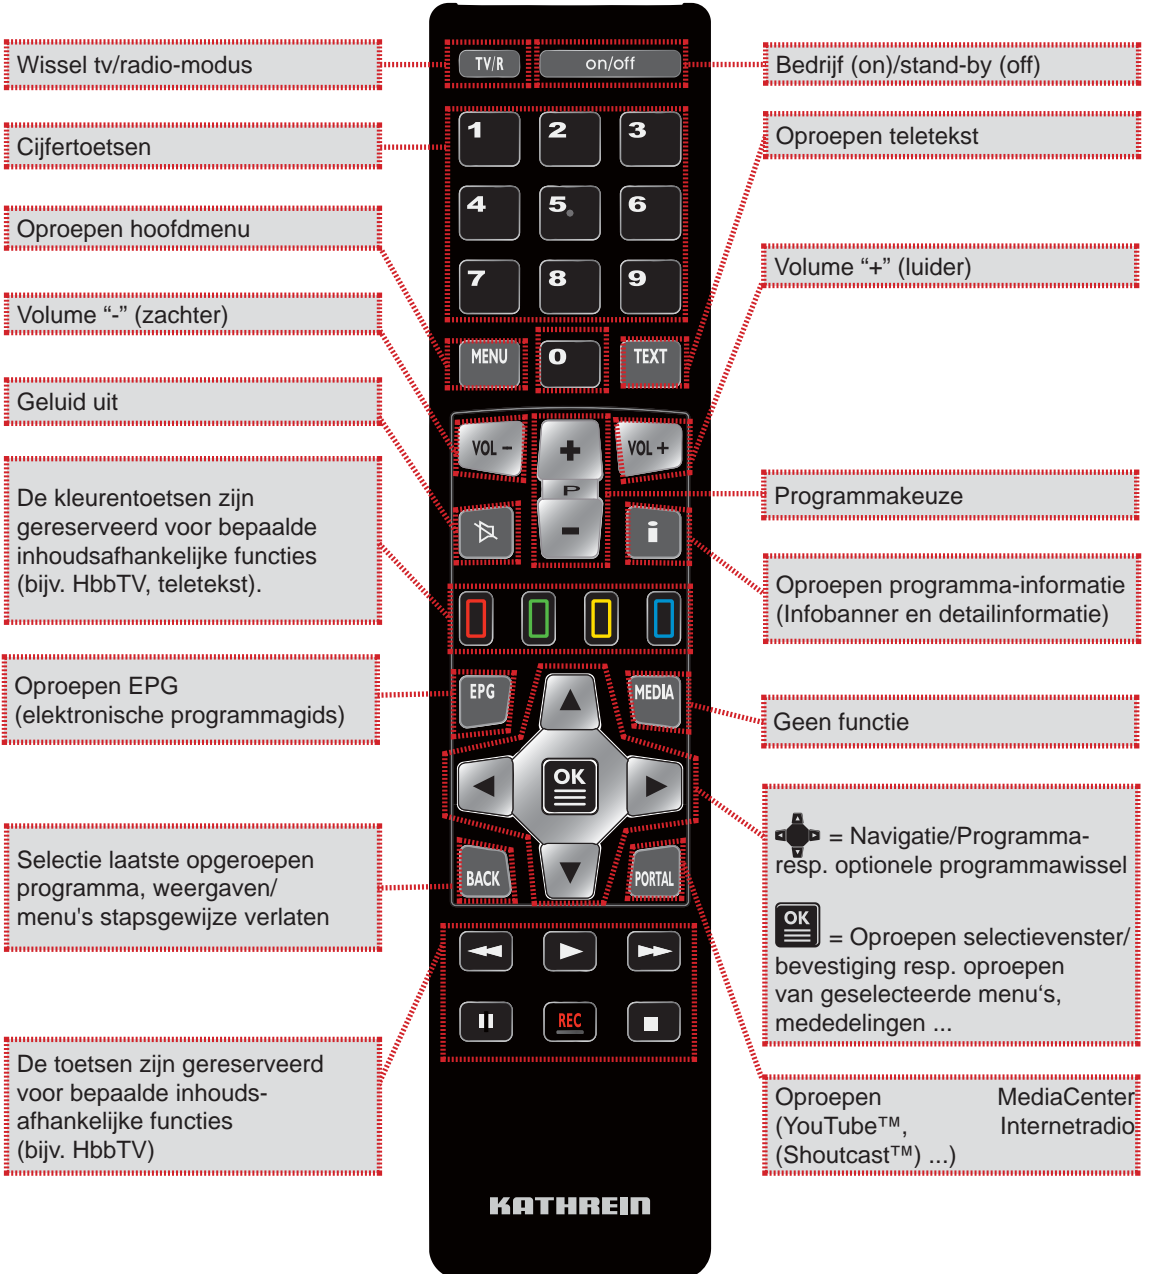 Wissel tv/radio-modus
Cijfertoetsen
Oproepen hoofdmenu
Volume “-” (zachter)
Geluid uit
De kleurentoetsen zijn
gereserveerd voor bepaalde
inhoudsafhankelijke functies
(bijv. HbbTV, teletekst).
Oproepen EPG
(elektronische programmagids)
Selectie laatste opgeroepen
programma, weergaven/
menu's stapsgewijze verlaten
De toetsen zijn gereserveerd
voor bepaalde inhouds-
afhankelijke functies
(bijv. HbbTV)
TV/R on/off
1 2 3
4 5 6
7 8 9
MENU 0 TEXT
VOL - + VOL +
P
- i
EPG MEDIA
OK
BACK PORTAL
REC
KATHREIN
Bedrijf (on)/stand-by (off)
Oproepen teletekst
Volume “+” (luider)
Programmakeuze
Oproepen programma-informatie
(Infobanner en detailinformatie)
Geen functie
= Navigatie/Programma-
resp. optionele programmawissel
OK = Oproepen selectievenster/
bevestiging resp. oproepen
van geselecteerde menu‘s,
mededelingen ...
Oproepen MediaCenter
(YouTube™, Internetradio
(Shoutcast™) ...)